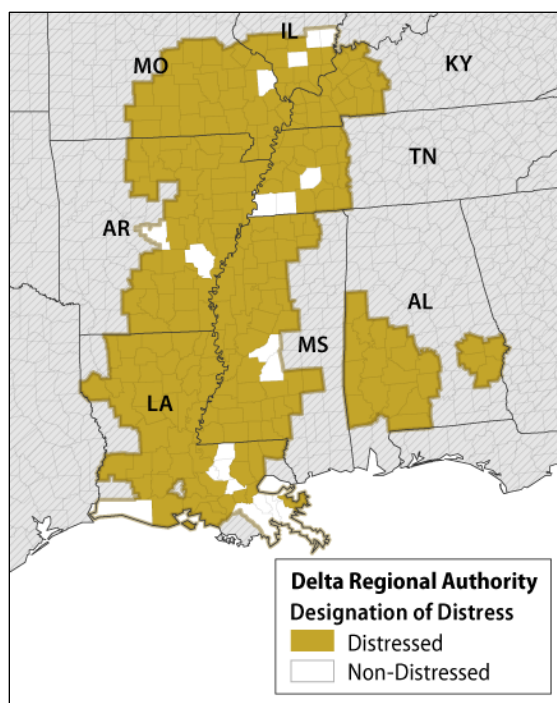 IL
MO
KY
TN
AR
AL
MS
LA
Delta Regional Authority
Designation of Distress
Distressed
Non-Distressed